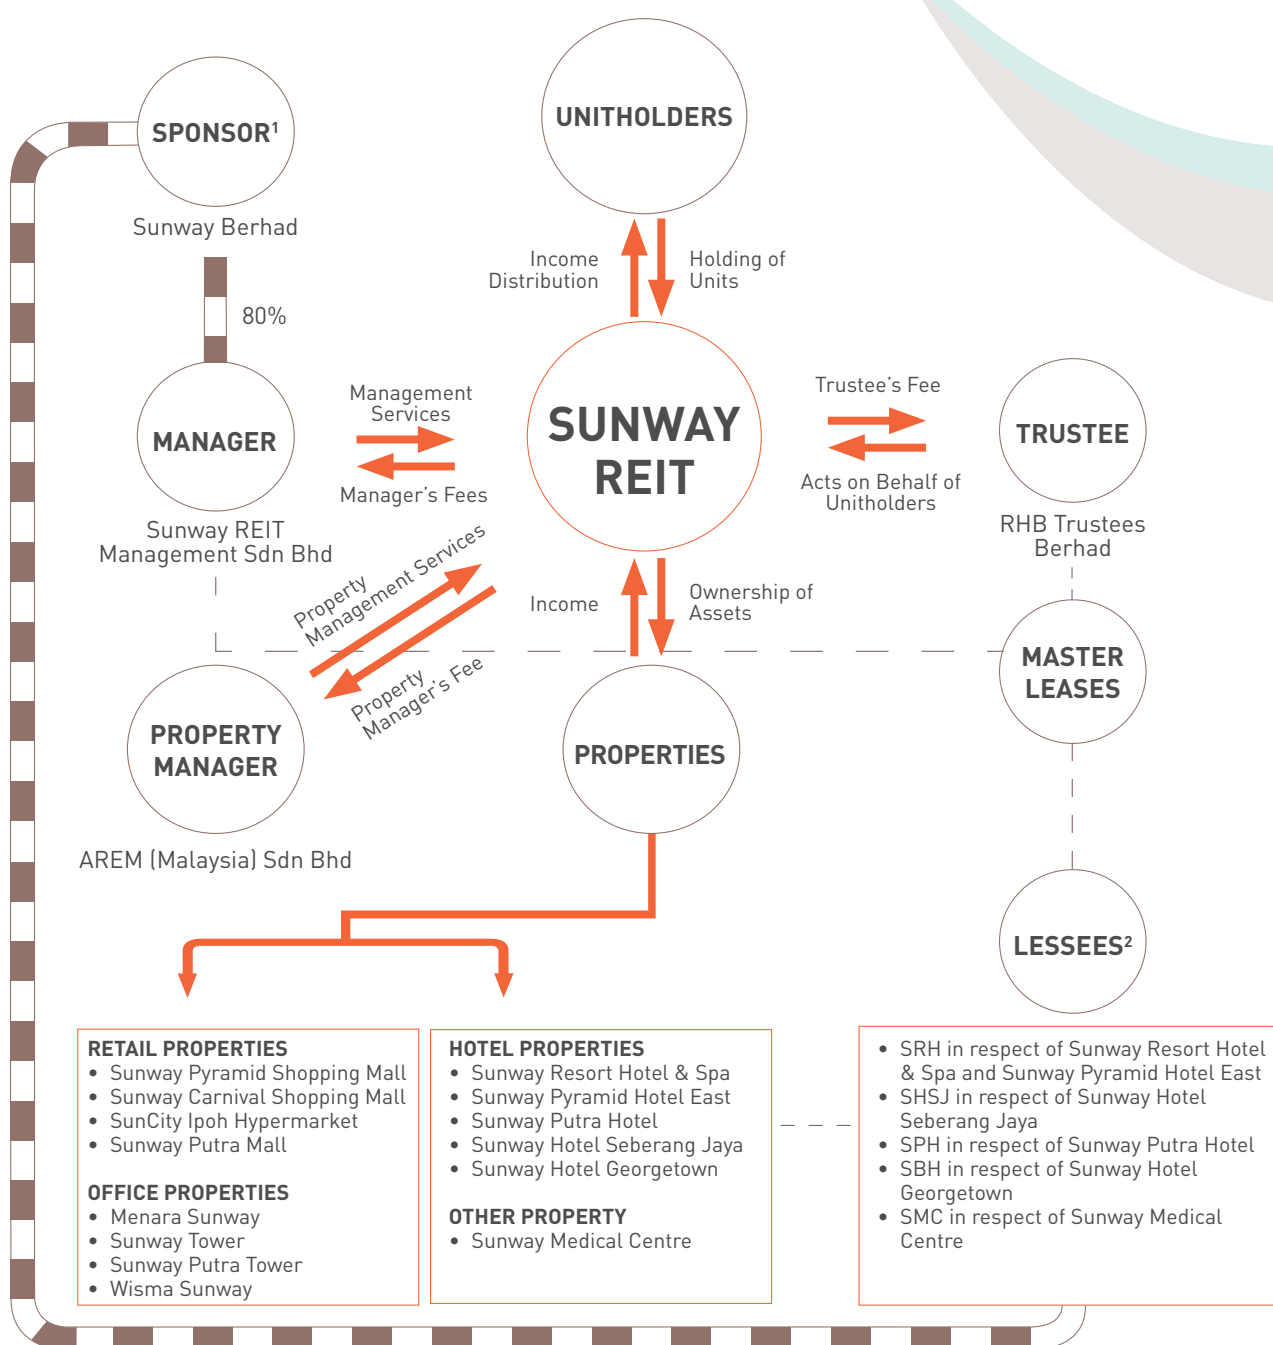 SPONSOR¹
Sunway Berhad
80%
UNITHOLDERS
Income
Distribution
Holding of
Units
MANAGER
Sunway REIT
Management Sdn Bhd
Management
Services
Manager's Fees
SUNWAY
REIT
Trustee's Fee
Acts on Behalf of
Unitholders
TRUSTEE
RHB Trustees
Berhad
Property
Management Services
Property
Manager's Fee
Income
Ownership of
Assets
MASTER
LEASES
PROPERTY
MANAGER
AREM (Malaysia) Sdn Bhd
PROPERTIES
LESSEES²
RETAIL PROPERTIES
• Sunway Pyramid Shopping Mall
• Sunway Carnival Shopping Mall
• SunCity Ipoh Hypermarket
• Sunway Putra Mall
OFFICE PROPERTIES
• Menara Sunway
• Sunway Tower
• Sunway Putra Tower
• Wisma Sunway
HOTEL PROPERTIES
• Sunway Resort Hotel & Spa
• Sunway Pyramid Hotel East
• Sunway Putra Hotel
• Sunway Hotel Seberang Jaya
• Sunway Hotel Georgetown
OTHER PROPERTY
• Sunway Medical Centre
• SRH in respect of Sunway Resort Hotel
& Spa and Sunway Pyramid Hotel East
• SHSJ in respect of Sunway Hotel
Seberang Jaya
• SPH in respect of Sunway Putra Hotel
• SBH in respect of Sunway Hotel
Georgetown
• SMC in respect of Sunway Medical
Centre